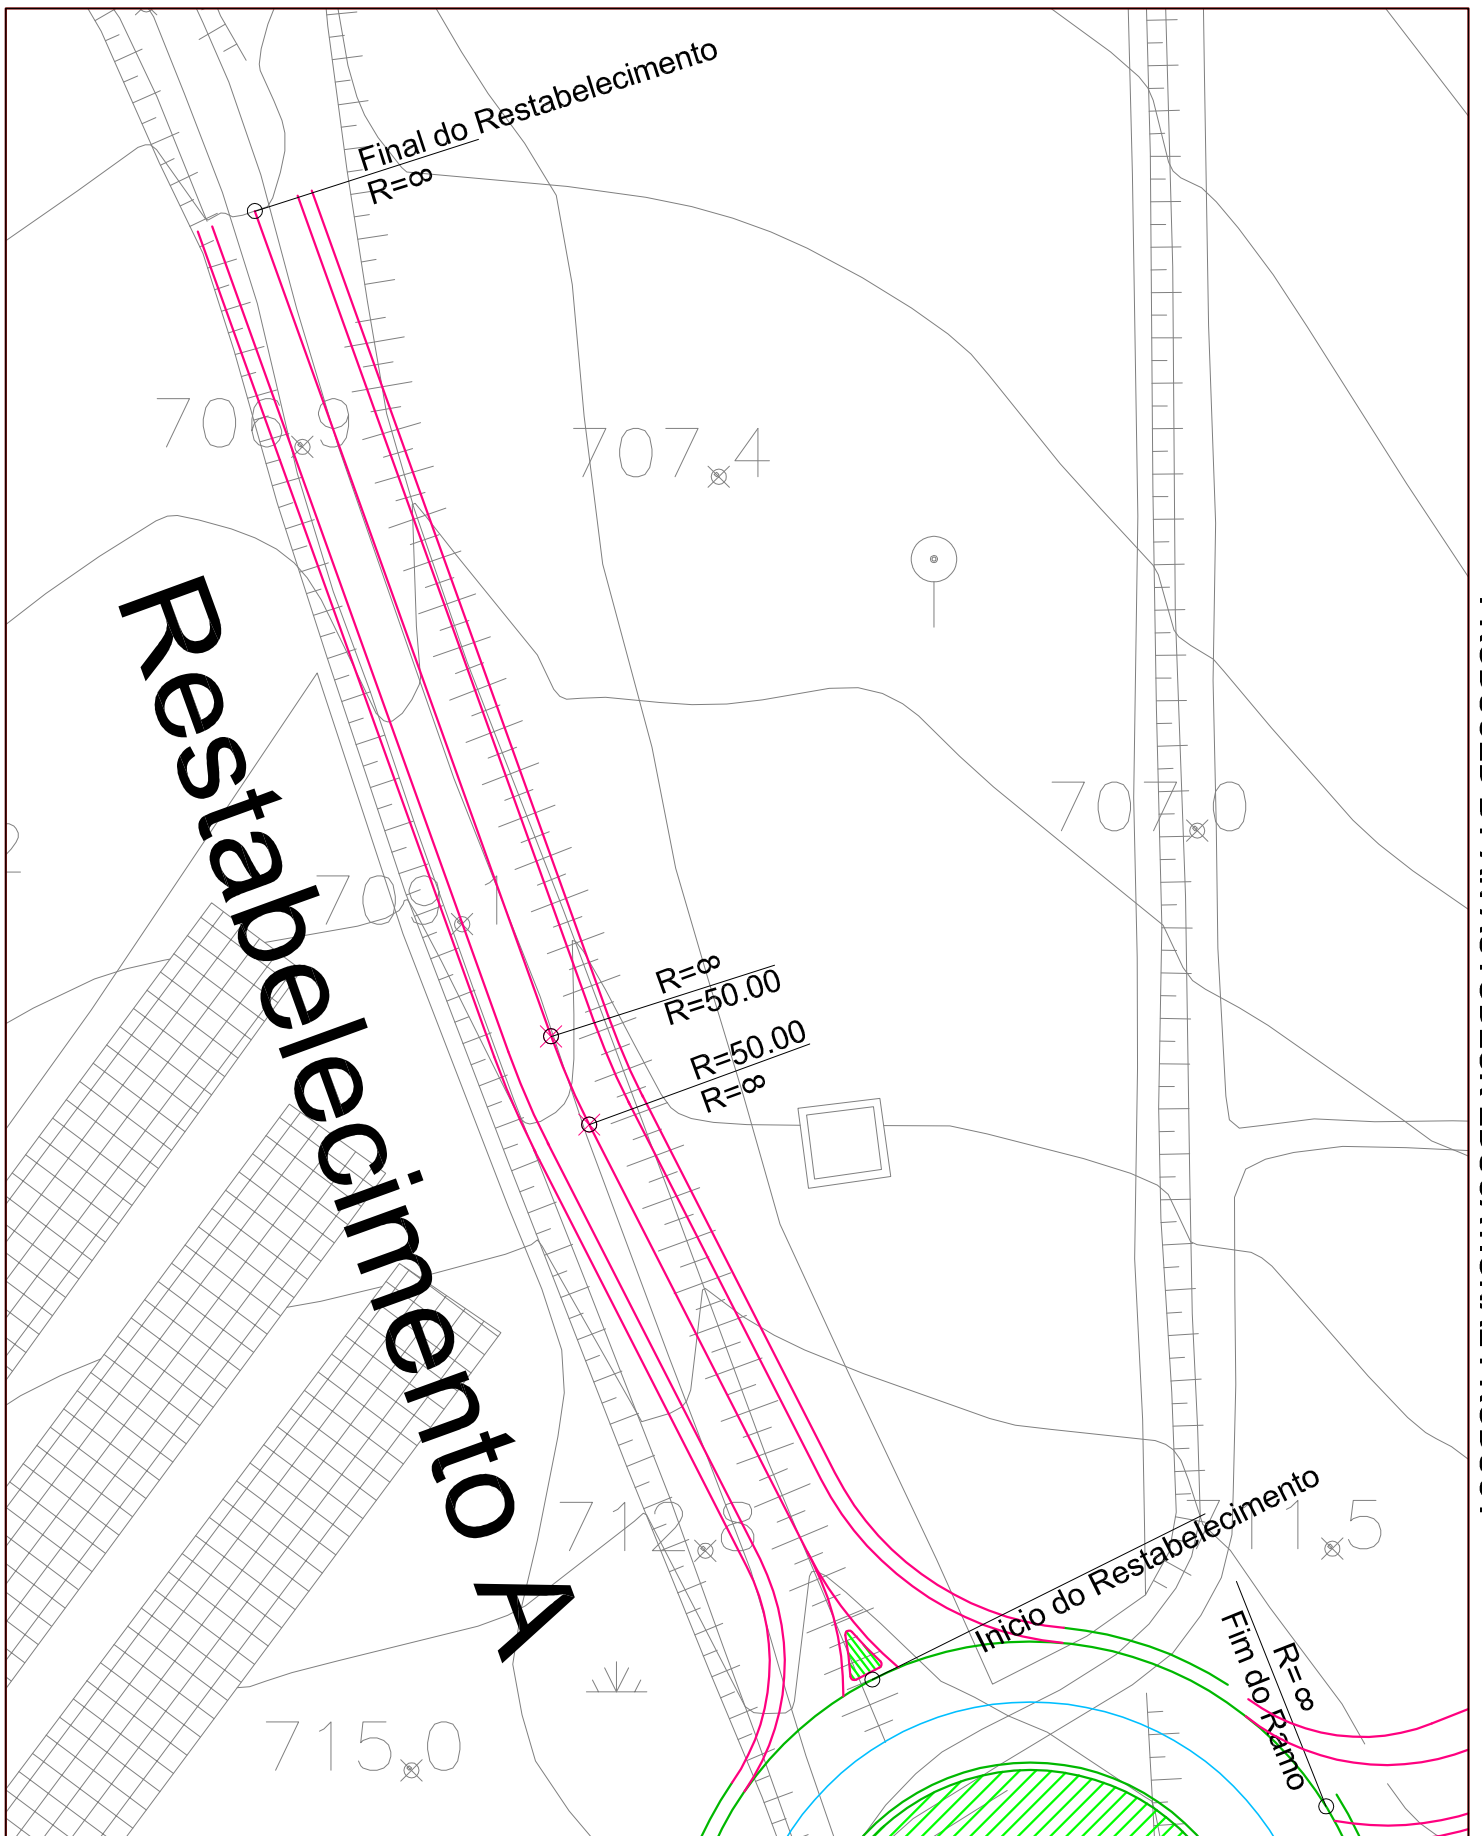 Final do Restabelecimento
R=∞
708.9
707.4
Restabelecimento A
707.0
709.1
R=∞
R=50.00
R=50.00
R=∞
Inicio do Restabelecimento
712.8
711.5
R=∞
Fim do Ramo
715.0